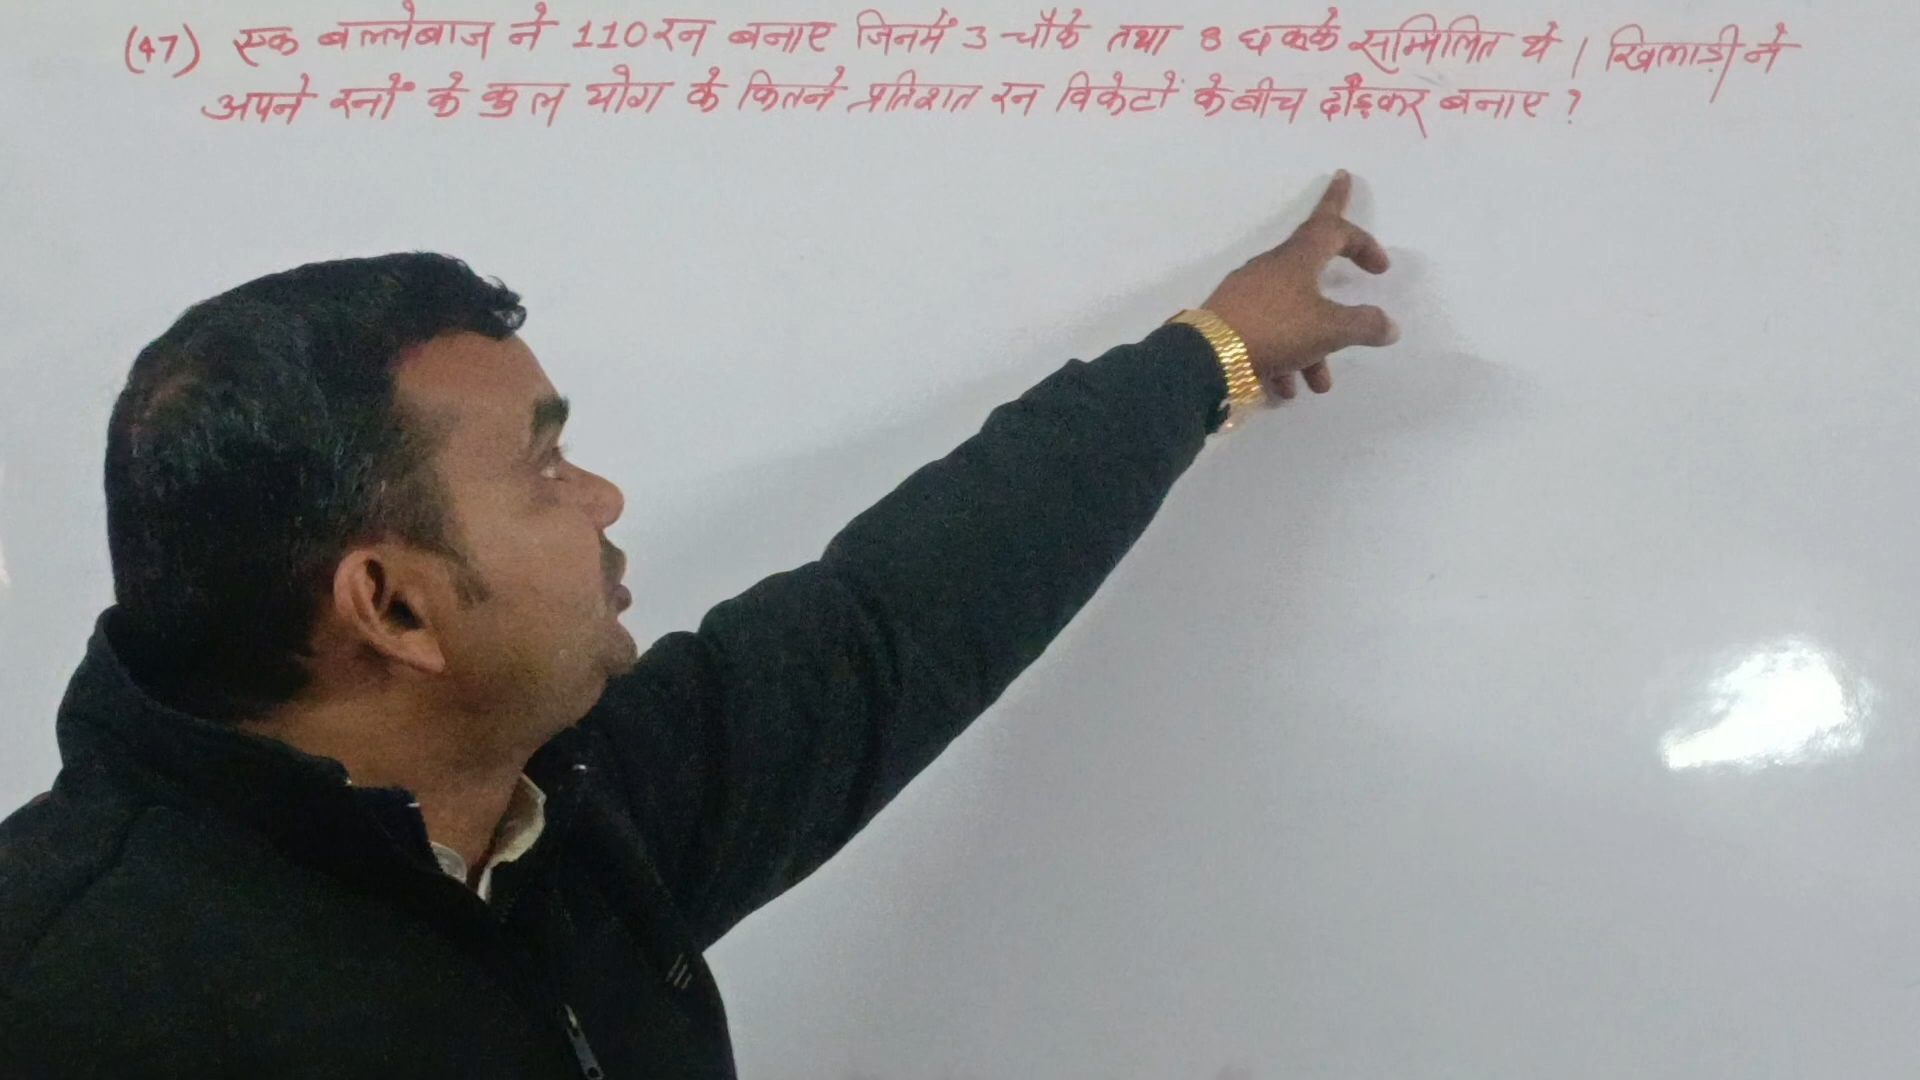 (47) एक बल्लेबाज ने 110 रन बनाए जिनमें 3 चौके तथा 8 छक्के सम्मिलित थे । खिलाड़ी ने
अपने रनों के कुल योग के कितने प्रतिशत रन विकेटों के बीच दौड़कर बनाए ?